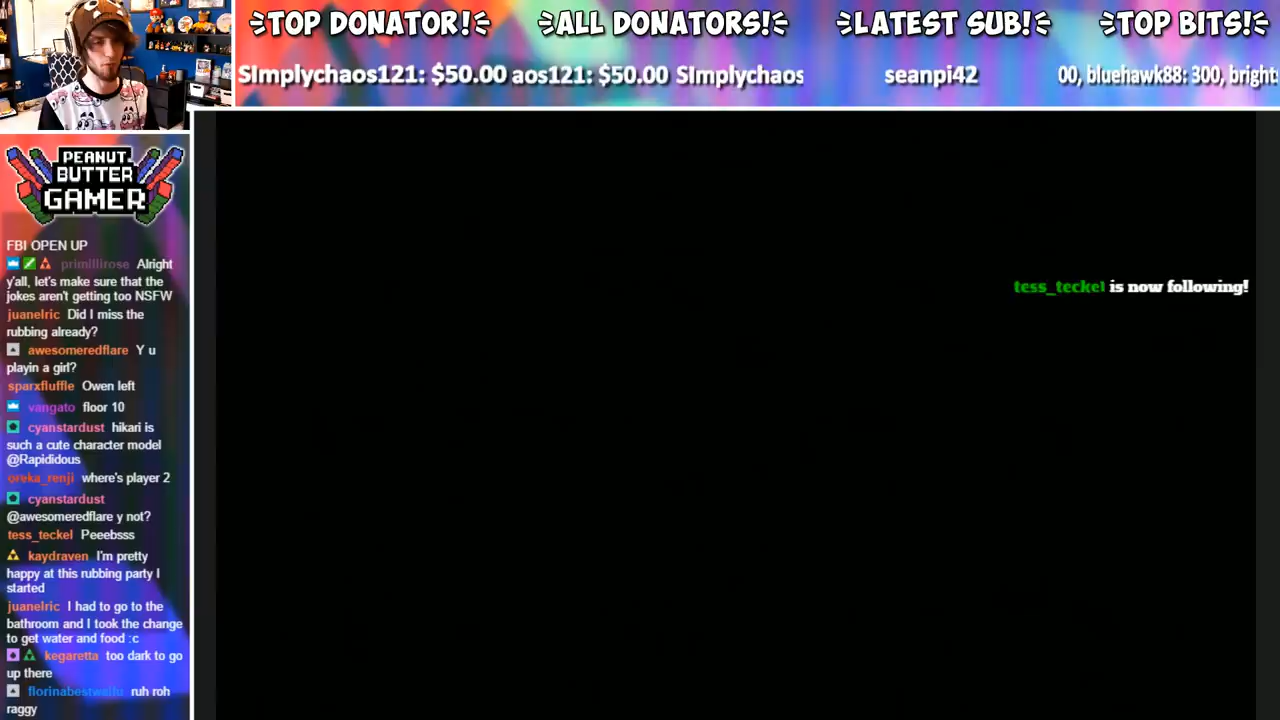 TOP DONATOR! ALL DONATORS! LATEST SUB! TOP BITS!
SImplychaos121: $50.00 aos121: $50.00 SImplychaos seanpi42 00, bluehawk88: 300, bright
PEANUT
BUTTER
GAMER
FBI OPEN UP
primillirose Alright
y'all, let's make sure that the
jokes aren't getting too NSFW
juanelric Did I miss the
rubbing already?
awesomeredflare Y u
playin a girl?
sparxfluffle Owen left
vangato floor 10
cyanstardust hikari is
such a cute character model
@Rapididous
oreka_renji where's player 2
cyanstardust
@awesomeredflare y not?
tess_teckel Peeebsss
kaydraven I'm pretty
happy at this rubbing party I
started
juanelric I had to go to the
bathroom and I took the change
to get water and food :c
kegaretta too dark to go
up there
florinabestwaifu ruh roh
raggy
tess_teckel is now following!